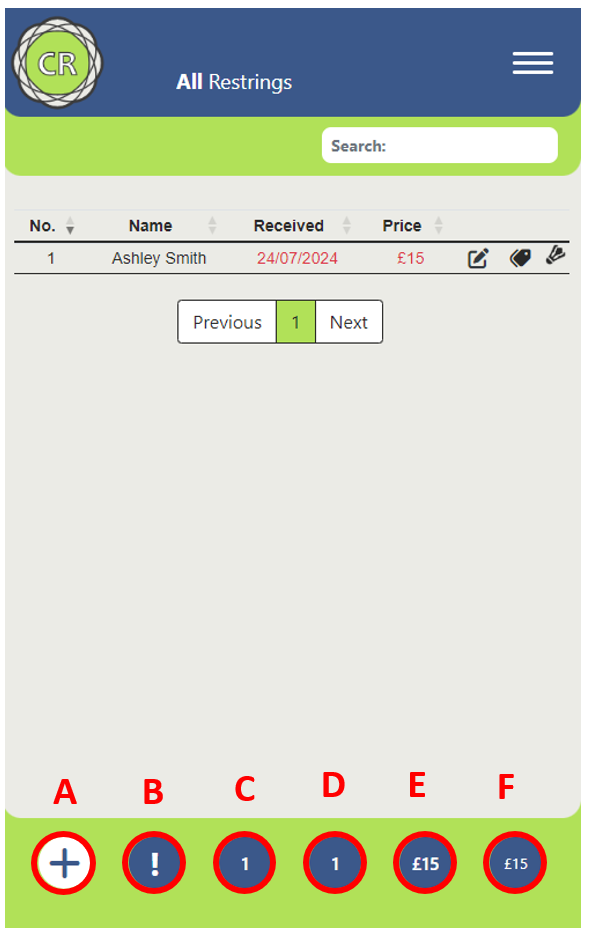 CR
All Restrings
Search:
No. Name Received Price
1 Ashley Smith 24/07/2024 £15
Previous 1 Next
A B C D E F
+ ! 1 1 £15 £15